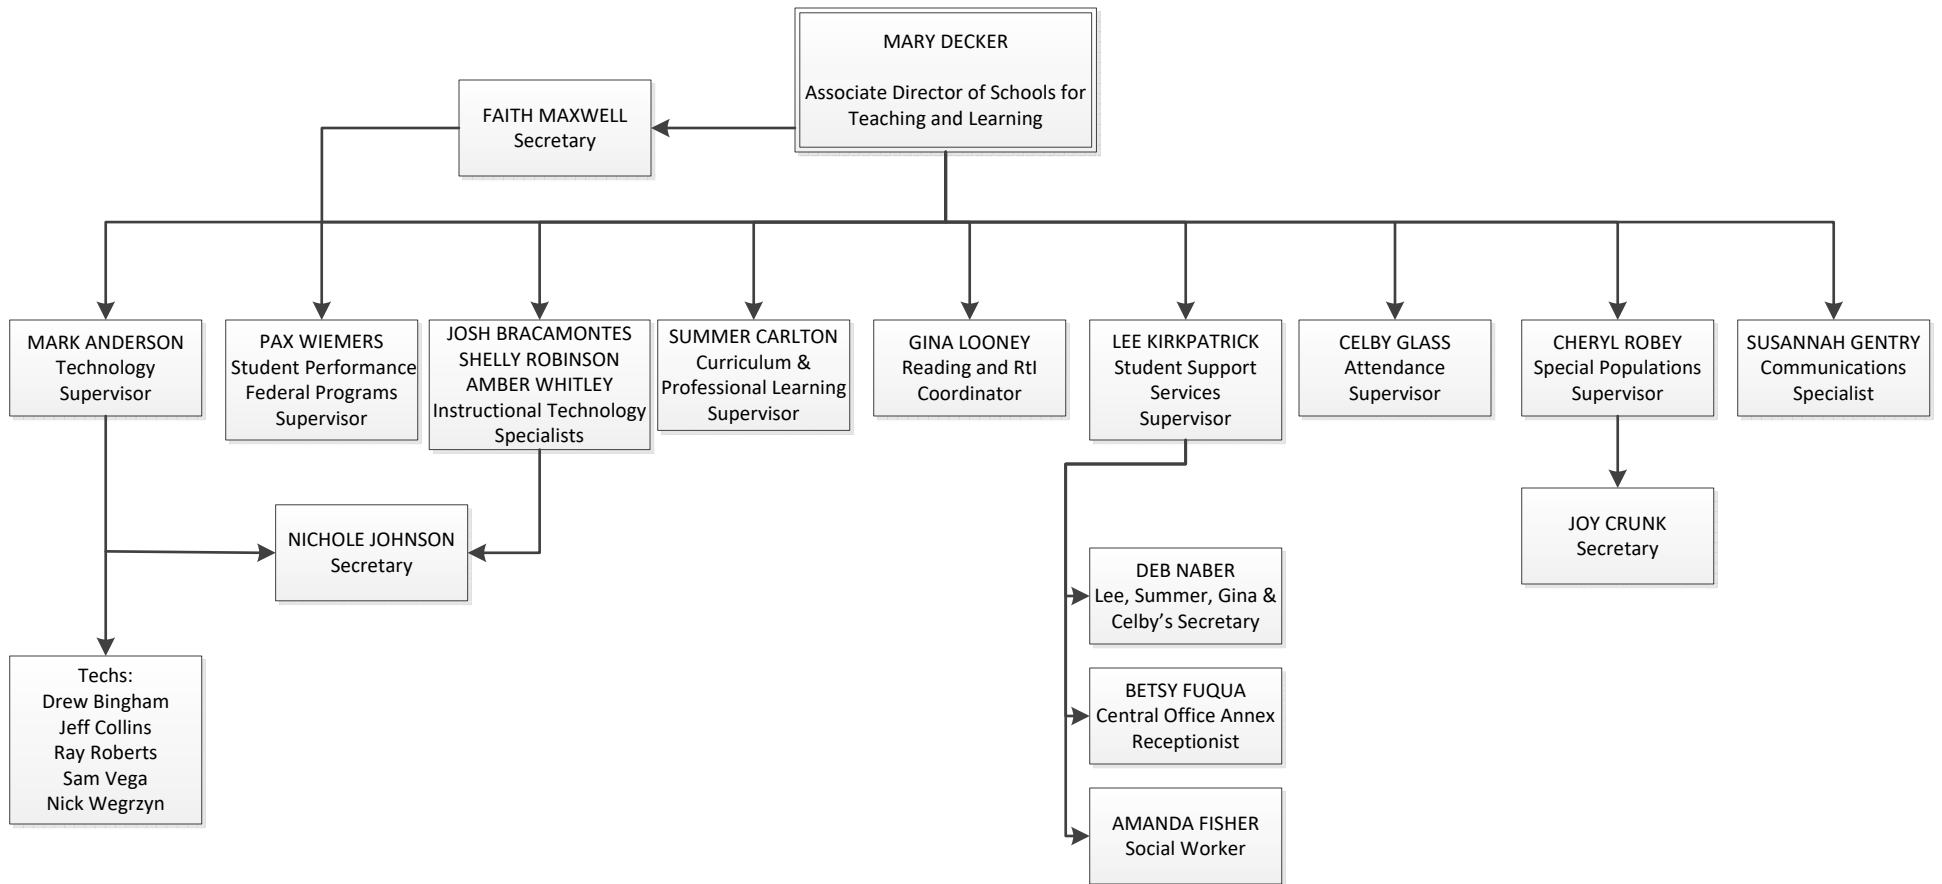 MARY DECKER
Associate Director of Schools for
Teaching and Learning
FAITH MAXWELL
Secretary
MARK ANDERSON
Technology
Supervisor
PAX WIEMERS
Student Performance
Federal Programs
Supervisor
JOSH BRACAMONTES
SHELLY ROBINSON
AMBER WHITLEY
Instructional Technology
Specialists
SUMMER CARLTON
Curriculum &
Professional Learning
Supervisor
GINA LOONEY
Reading and RtI
Coordinator
LEE KIRKPATRICK
Student Support
Services
Supervisor
CELBY GLASS
Attendance
Supervisor
CHERYL ROBEY
Special Populations
Supervisor
SUSANNAH GENTRY
Communications
Specialist
NICHOLE JOHNSON
Secretary
JOY CRUNK
Secretary
DEB NABER
Lee, Summer, Gina &
Celby’s Secretary
BETSY FUQUA
Central Office Annex
Receptionist
AMANDA FISHER
Social Worker
Techs:
Drew Bingham
Jeff Collins
Ray Roberts
Sam Vega
Nick Wegrzyn